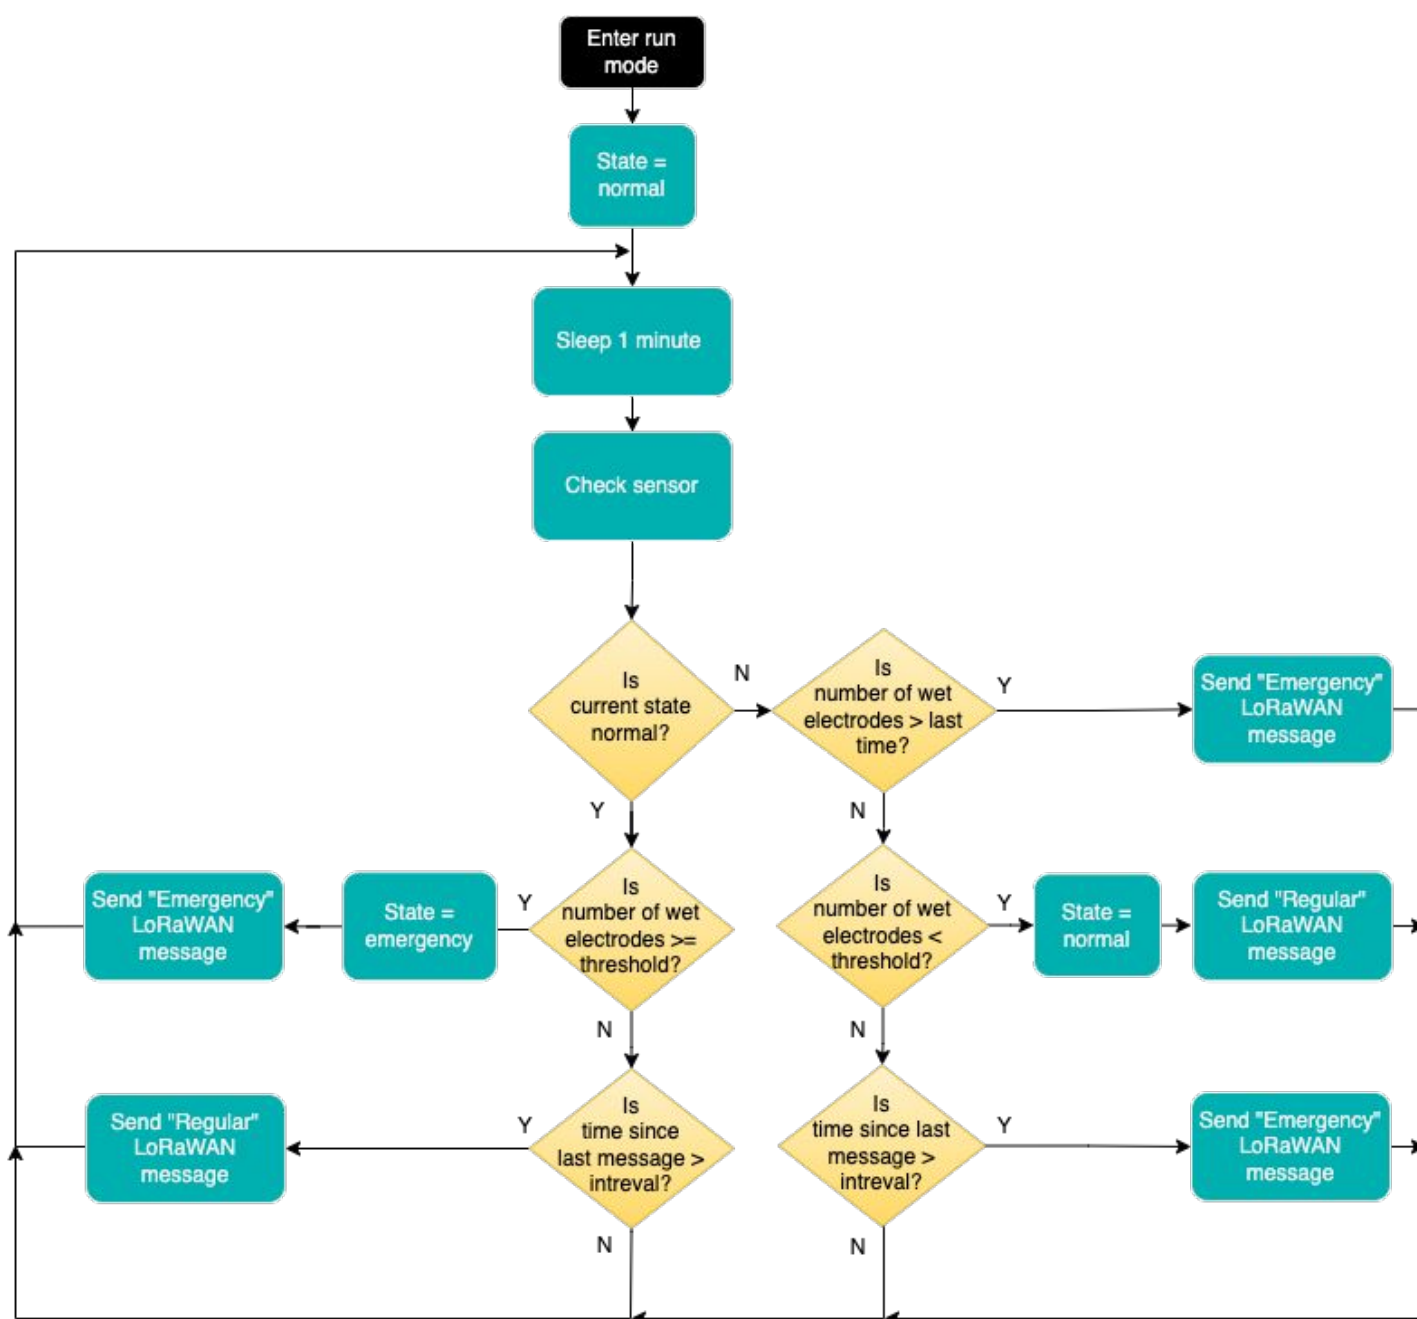 Enter run
mode
State =
normal
Sleep 1 minute
Check sensor
Is
current state
normal?
N
Is
number of wet
electrodes > last
time?
Y
Send "Emergency"
LoRaWAN
message
Y
N
Send "Emergency"
LoRaWAN
message
State =
emergency
Y
Is
number of wet
electrodes >=
threshold?
Is
number of wet
electrodes <
threshold?
Y
State =
normal
Send "Regular"
LoRaWAN
message
N
N
Send "Regular"
LoRaWAN
message
Y
Is
time since
last message >
intreval?
Is
time since last
message >
intreval?
Y
Send "Emergency"
LoRaWAN
message
N
N